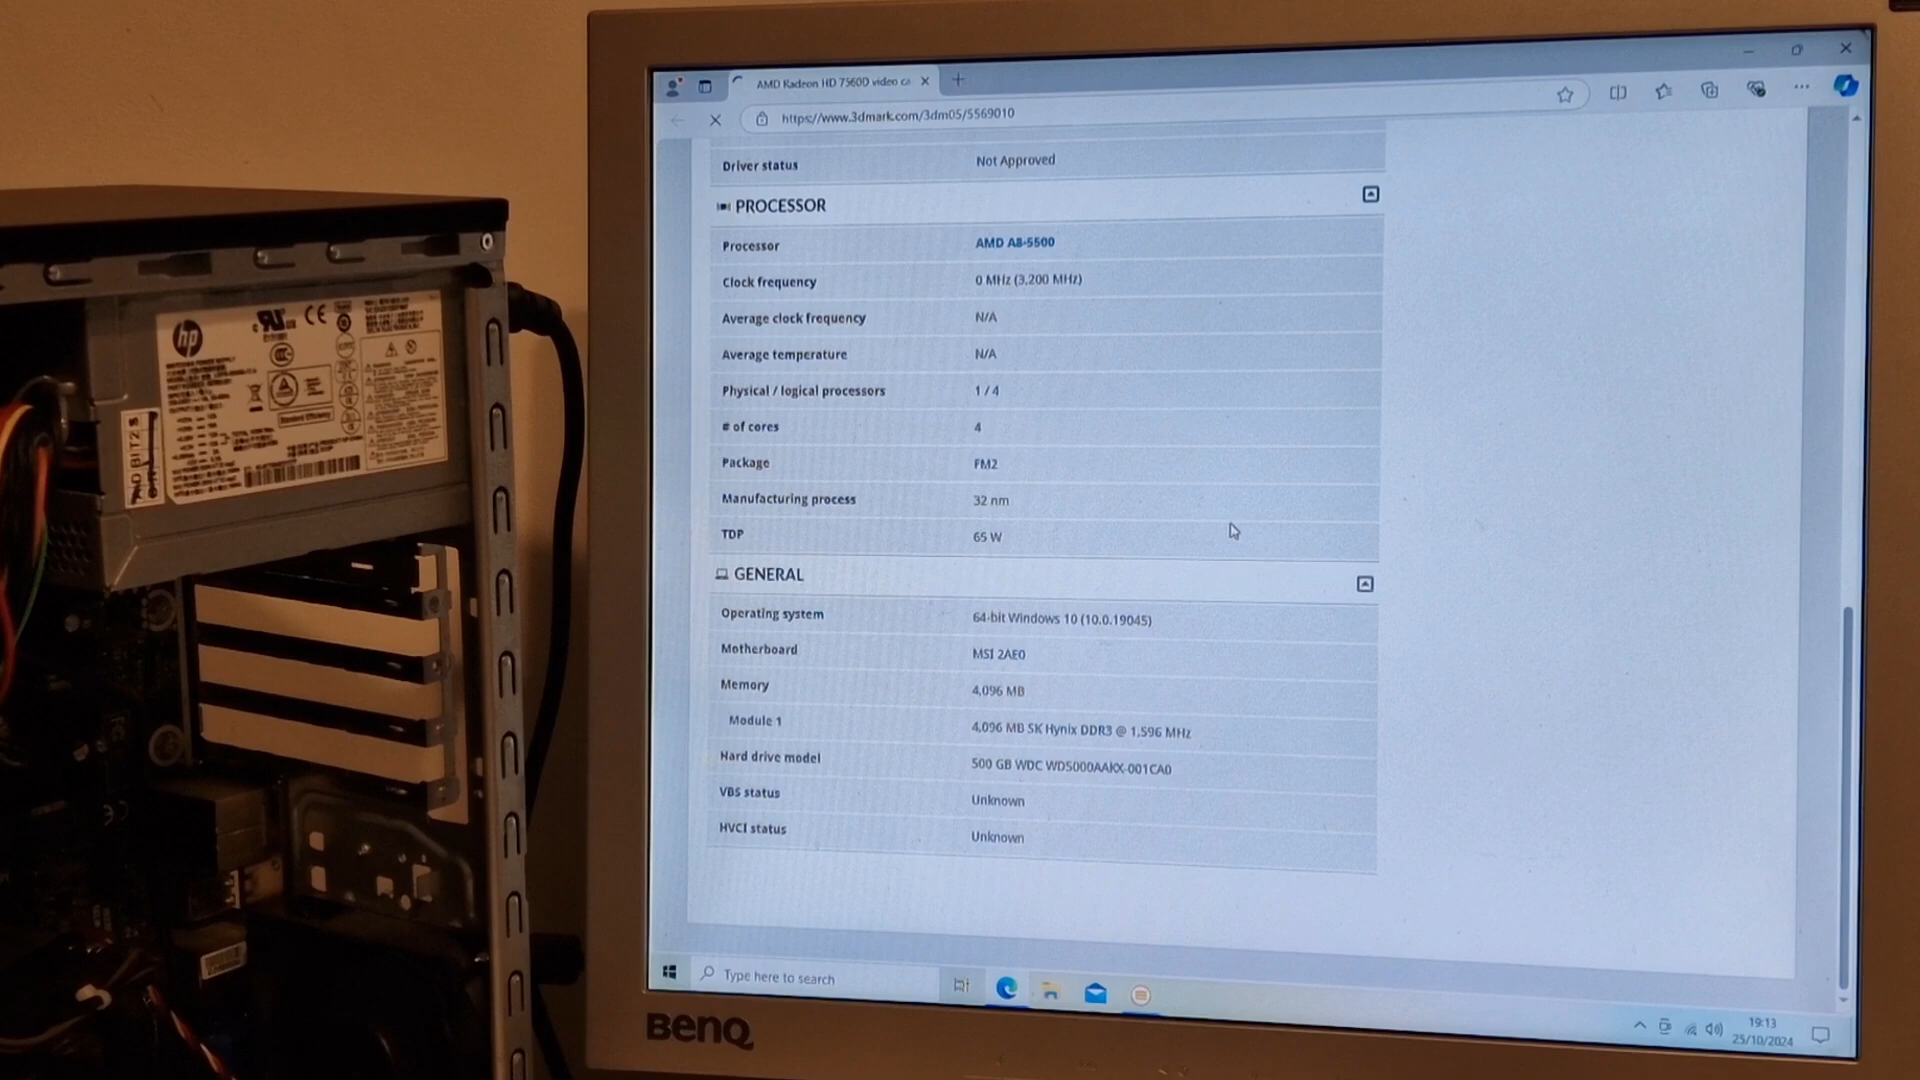 AMD Radeon HD 7560D video ca
https://www.3dmark.com/3dm05/5569010
Driver status Not Approved
PROCESSOR
Processor AMD A8-5500
Clock frequency 0 MHz (3,200 MHz)
Average clock frequency N/A
Average temperature N/A
Physical / logical processors 1 / 4
# of cores 4
Package FM2
Manufacturing process 32 nm
TDP 65 W
GENERAL
Operating system 64-bit Windows 10 (10.0.19045)
Motherboard MSI 2AE0
Memory 4,096 MB
Module 1 4,096 MB SK Hynix DDR3 @ 1,596 MHz
Hard drive model 500 GB WDC WD5000AAKX-001CA0
VBS status Unknown
HVCI status Unknown
Type here to search
19:13
25/10/2024
BenQ
hp
CE